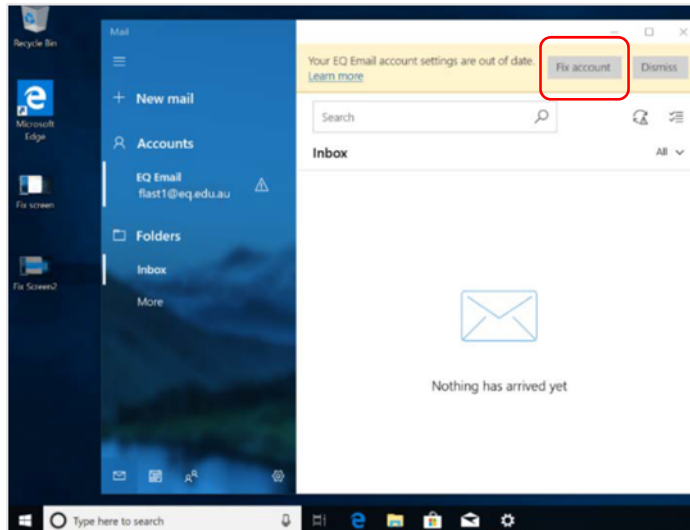 Recycle Bin
Microsoft
Edge
Fix screen
Fix Screen2
Mail
New mail
Accounts
EQ Email
flast1@eq.edu.au
Folders
Inbox
More
Your EQ Email account settings are out of date.
Learn more
Fix account
Dismiss
Search
Inbox
All
Nothing has arrived yet
Type here to search